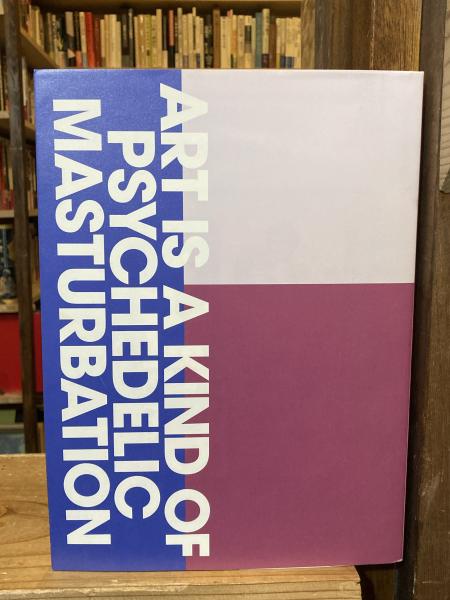 ART IS A KIND OF
PSYCHEDELIC
MASTURBATION